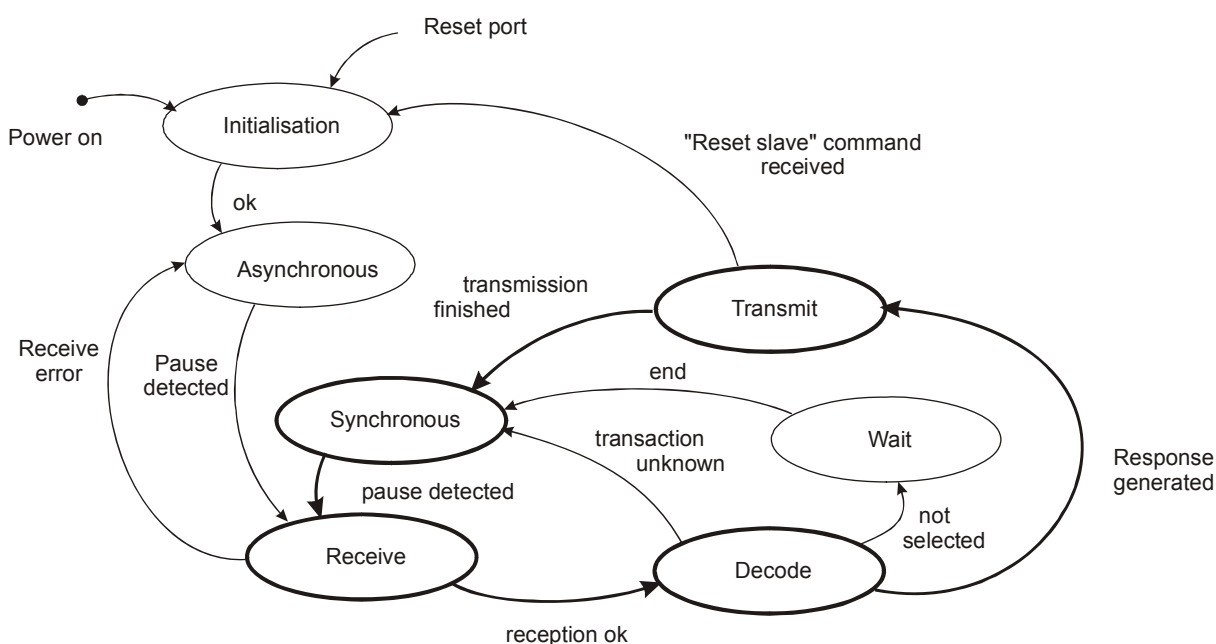 Reset port
Power on
Initialisation
"Reset slave" command
received
ok
Asynchronous
transmission
finished
Transmit
Receive
error
Pause
detected
end
Synchronous
transaction
unknown
Wait
Response
generated
pause detected
not
selected
Receive
Decode
reception ok